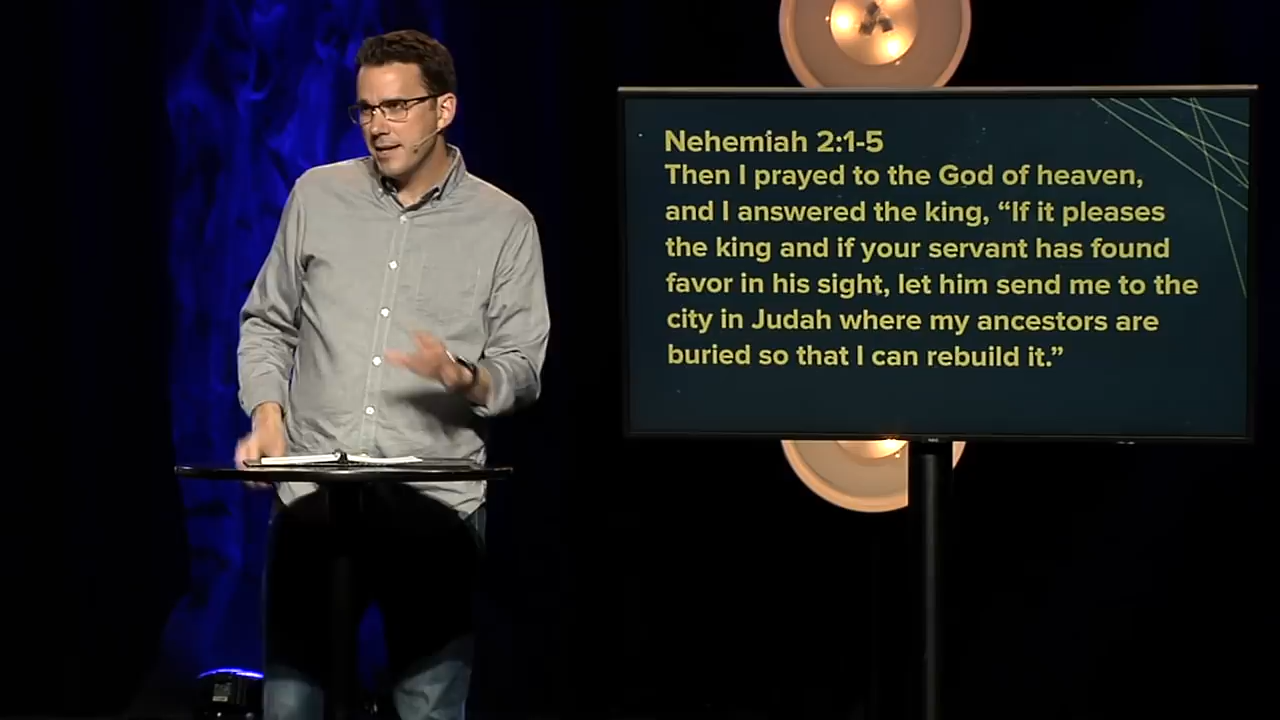 Nehemiah 2:1-5
Then I prayed to the God of heaven,
and I answered the king, “If it pleases
the king and if your servant has found
favor in his sight, let him send me to the
city in Judah where my ancestors are
buried so that I can rebuild it.”